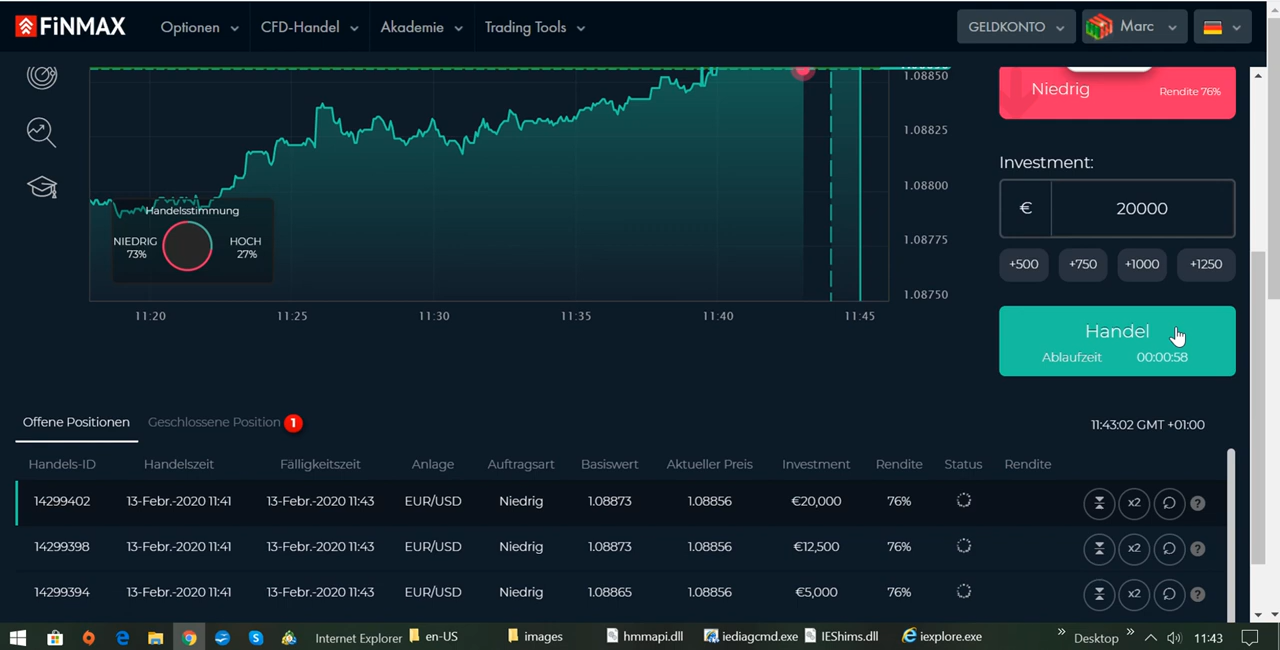 FiNMAX Optionen CFD-Handel Akademie Trading Tools GELDKONTO Marc
1.08850
1.08825
1.08800
1.08775
1.08750
Handelsstimmung
NIEDRIG HOCH
73% 27%
11:20 11:25 11:30 11:35 11:40 11:45
Niedrig Rendite 76%
Investment:
€ 20000
+500 +750 +1000 +1250
Handel
Ablaufzeit 00:00:58
Offene Positionen Geschlossene Position 1 11:43:02 GMT +01:00
Handels-ID Handelszeit Fälligkeitszeit Anlage Auftragsart Basiswert Aktueller Preis Investment Rendite Status Rendite
14299402 13-Febr.-2020 11:41 13-Febr.-2020 11:43 EUR/USD Niedrig 1.08873 1.08856 €20,000 76% x2 ?
14299398 13-Febr.-2020 11:41 13-Febr.-2020 11:43 EUR/USD Niedrig 1.08873 1.08856 €12,500 76% x2 ?
14299394 13-Febr.-2020 11:41 13-Febr.-2020 11:43 EUR/USD Niedrig 1.08865 1.08856 €5,000 76% x2 ?
Internet Explorer en-US images hmmapi.dll iediagcmd.exe IEShims.dll iexplore.exe » Desktop » 11:43